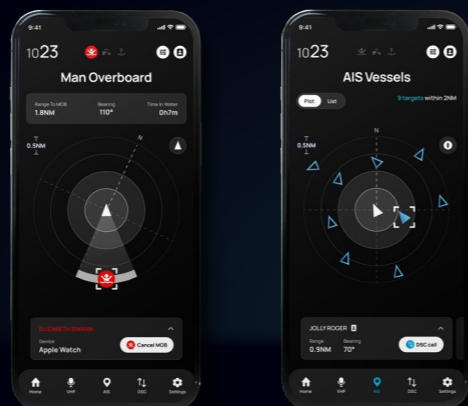 9:41
1023
Man Overboard
Range To MOB Bearing Time In Water
1.8NM 110° 0h7m
N
0.5NM
ELIZABETH SWANN
Device
Apple Watch
Cancel MOB
Home VHF AIS DSC Settings
9:41
1023
AIS Vessels
Plot List 9 targets within 2NM
N
0.5NM
JOLLY ROGER
Range Bearing
0.9NM 70°
DSC call
Home VHF AIS DSC Settings